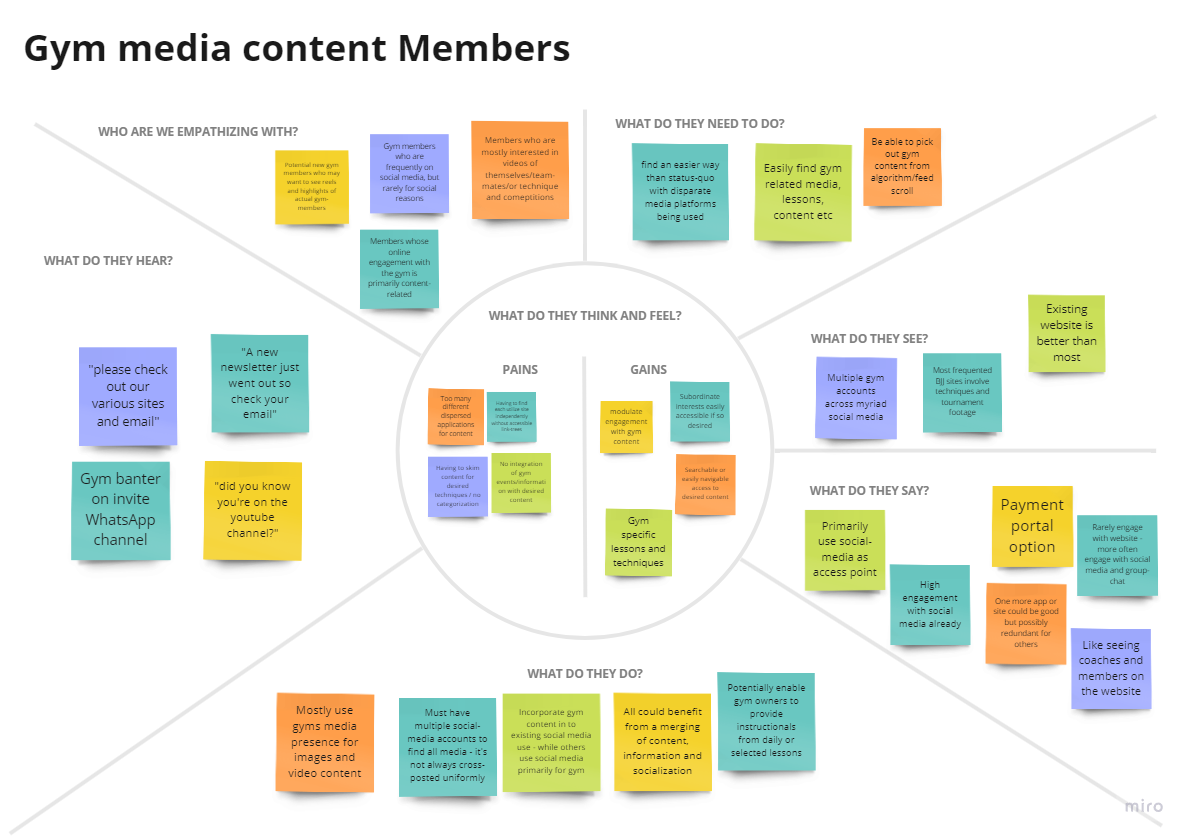 Gym media content Members
WHO ARE WE EMPATHIZING WITH?
Potential new gym
members who may
want to see reels
and highlights of
actual gym-
members
Gym members
who are
frequently on
social media, but
rarely for social
reasons
Members who are
mostly interested in
videos of
themselves/team-
mates/or technique
and comeptitions
Members whose
online
engagement with
the gym is
primarily content-
related
WHAT DO THEY NEED TO DO?
find an easier way
than status-quo
with disparate
media platforms
being used
Easily find gym
related media,
lessons,
content etc
Be able to pick
out gym
content from
algorithm/feed
scroll
WHAT DO THEY HEAR?
"please check
out our
various sites
and email"
"A new
newsletter just
went out so
check your
email"
Gym banter
on invite
WhatsApp
channel
"did you know
you're on the
youtube
channel?"
WHAT DO THEY THINK AND FEEL?
PAINS
Too many
different
dispersed
applications
for content
Having to find
each utilize site
independently
without accessible
link-trees
Having to skim
content for
desired
techniques / no
categorization
No integration
of gym
events/informati
on with desired
content
GAINS
modulate
engagement
with gym
content
Subordinate
interests easily
accessible if so
desired
Searchable or
easily navigable
access to
desired content
Gym
specific
lessons and
techniques
WHAT DO THEY SEE?
Existing
website is
better than
most
Multiple gym
accounts
across myriad
social media
Most frequented
BJJ sites involve
techniques and
tournament
footage
WHAT DO THEY SAY?
Primarily
use social-
media as
access point
High
engagement
with social
media already
Payment
portal
option
Rarely engage
with website -
more often
engage with social
media and group-
chat
One more app or
site could be good
but possibly
redundant for
others
Like seeing
coaches and
members on
the website
WHAT DO THEY DO?
Mostly use
gyms media
presence for
images and
video content
Must have
multiple social-
media accounts to
find all media - it's
not always cross-
posted uniformly
Incorporate gym
content in to
existing social media
use - while others
use social media
primarily for gym
All could benefit
from a merging
of content,
information and
socialization
Potentially enable
gym owners to
provide
instructionals
from daily or
selected lessons
miro